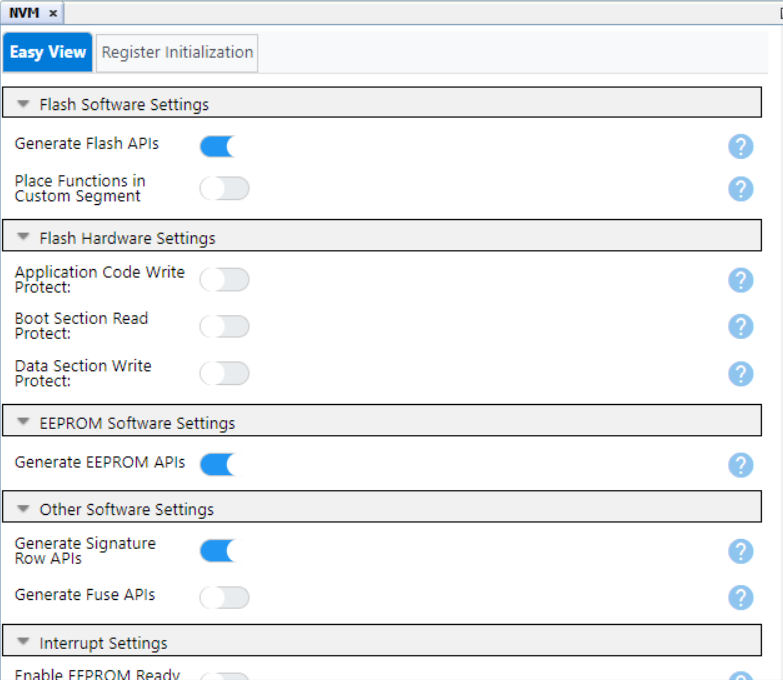 NVM ×
Easy View
Register Initialization
Flash Software Settings
Generate Flash APIs
?
Place Functions in
Custom Segment
?
Flash Hardware Settings
Application Code Write
Protect:
?
Boot Section Read
Protect:
?
Data Section Write
Protect:
?
EEPROM Software Settings
Generate EEPROM APIs
?
Other Software Settings
Generate Signature
Row APIs
?
Generate Fuse APIs
?
Interrupt Settings
Enable EEPROM Ready